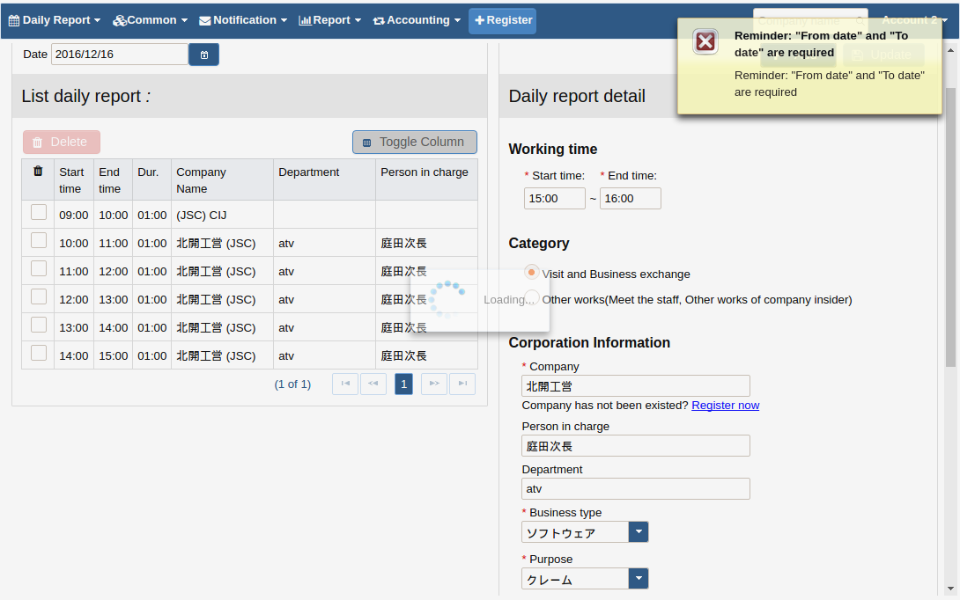 Daily Report Common Notification Report Accounting Register Account 2
Reminder: "From date" and "To
date" are required
Reminder: "From date" and "To date"
are required
Date 2016/12/16
List daily report :
Delete Toggle Column
Start time End time Dur. Company Name Department Person in charge
09:00 10:00 01:00 (JSC) CIJ
10:00 11:00 01:00 北開工営 (JSC) atv 庭田次長
11:00 12:00 01:00 北開工営 (JSC) atv 庭田次長
12:00 13:00 01:00 北開工営 (JSC) atv 庭田次長
13:00 14:00 01:00 北開工営 (JSC) atv 庭田次長
14:00 15:00 01:00 北開工営 (JSC) atv 庭田次長
(1 of 1) 1
Loading...
Daily report detail
Update
Working time
* Start time: * End time:
15:00 ~ 16:00
Category
Visit and Business exchange
Other works(Meet the staff, Other works of company insider)
Corporation Information
* Company
北開工営
Company has not been existed? Register now
Person in charge
庭田次長
Department
atv
* Business type
ソフトウェア
* Purpose
クレーム